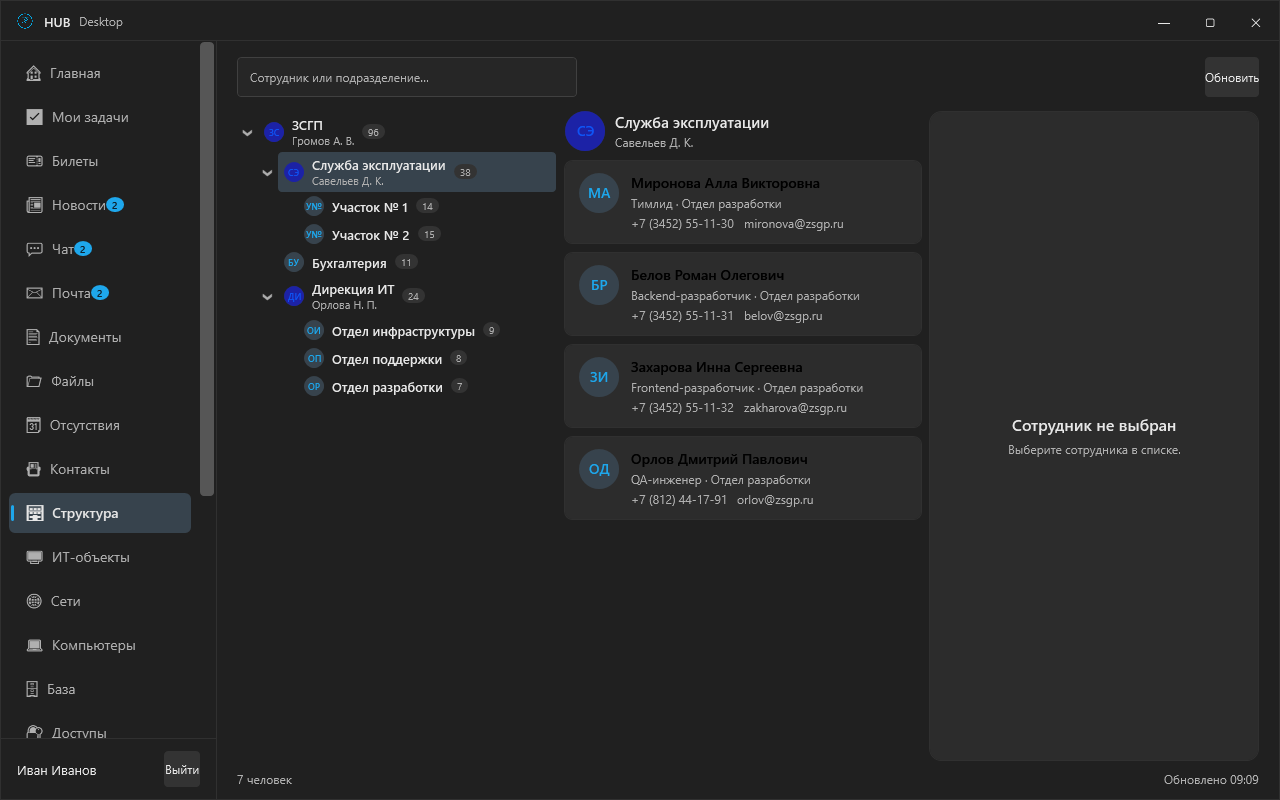 HUB Desktop
Главная
Мои задачи
Билеты
Новости 2
Чат 2
Почта 2
Документы
Файлы
31 Отсутствия
Контакты
Структура
ИТ-объекты
Сети
Компьютеры
База
Доступы
Иван Иванов
Выйти
Сотрудник или подразделение...
Обновить
ЗС ЗСГП 96
Громов А. В.
СЭ Служба эксплуатации 38
Савельев Д. К.
У№ Участок № 1 14
У№ Участок № 2 15
БУ Бухгалтерия 11
ДИ Дирекция ИТ 24
Орлова Н. П.
ОИ Отдел инфраструктуры 9
ОП Отдел поддержки 8
ОР Отдел разработки 7
СЭ Служба эксплуатации
Савельев Д. К.
МА Миронова Алла Викторовна
Тимлид · Отдел разработки
+7 (3452) 55-11-30 mironova@zsgp.ru
БР Белов Роман Олегович
Backend-разработчик · Отдел разработки
+7 (3452) 55-11-31 belov@zsgp.ru
ЗИ Захарова Инна Сергеевна
Frontend-разработчик · Отдел разработки
+7 (3452) 55-11-32 zakharova@zsgp.ru
ОД Орлов Дмитрий Павлович
QA-инженер · Отдел разработки
+7 (812) 44-17-91 orlov@zsgp.ru
Сотрудник не выбран
Выберите сотрудника в списке.
7 человек
Обновлено 09:09